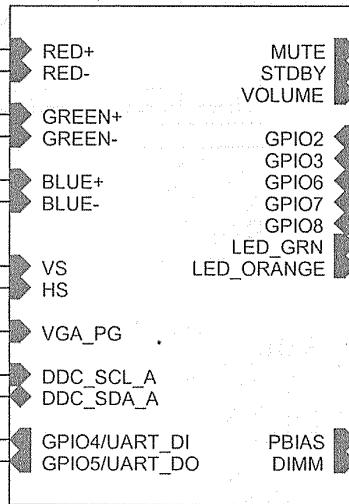 RED+
RED-
GREEN+
GREEN-
BLUE+
BLUE-
VS
HS
VGA_PG
DDC_SCL_A
DDC_SDA_A
GPIO4/UART_DI
GPIO5/UART_DO
MUTE
STDBY
VOLUME
GPIO2
GPIO3
GPIO6
GPIO7
GPIO8
LED_GRN
LED_ORANGE
PBIAS
DIMM